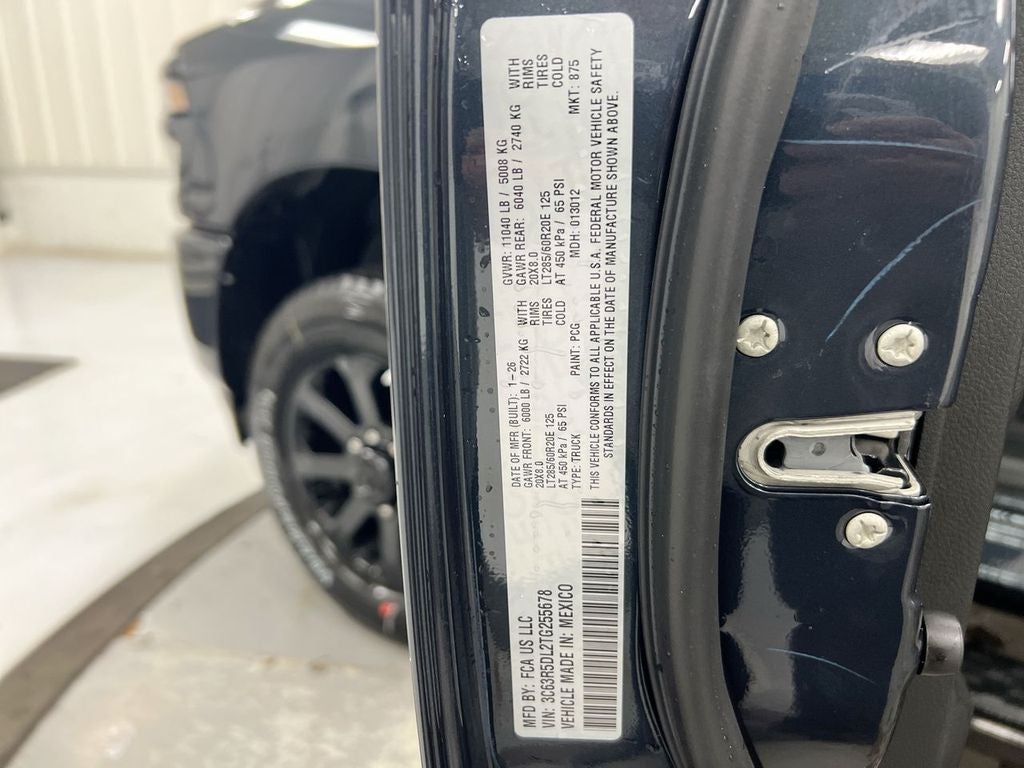 MFD BY: FCA US LLC
DATE OF MFR (BUILT): 1-26
GVWR: 11040 LB / 5008 KG
GAWR FRONT: 6000 LB / 2722 KG WITH
GAWR REAR: 6040 LB / 2740 KG WITH
20X8.0 RIMS
20X8.0 RIMS
LT285/60R20E 125 TIRES
LT285/60R20E 125 TIRES
AT 450 kPa / 65 PSI COLD
AT 450 kPa / 65 PSI COLD
VIN: 3C63R5DL2TG255678
TYPE: TRUCK
PAINT: PCG
MDH: 013012
MKT: 875
VEHICLE MADE IN: MEXICO
THIS VEHICLE CONFORMS TO ALL APPLICABLE U.S.A. FEDERAL MOTOR VEHICLE SAFETY
STANDARDS IN EFFECT ON THE DATE OF MANUFACTURE SHOWN ABOVE.